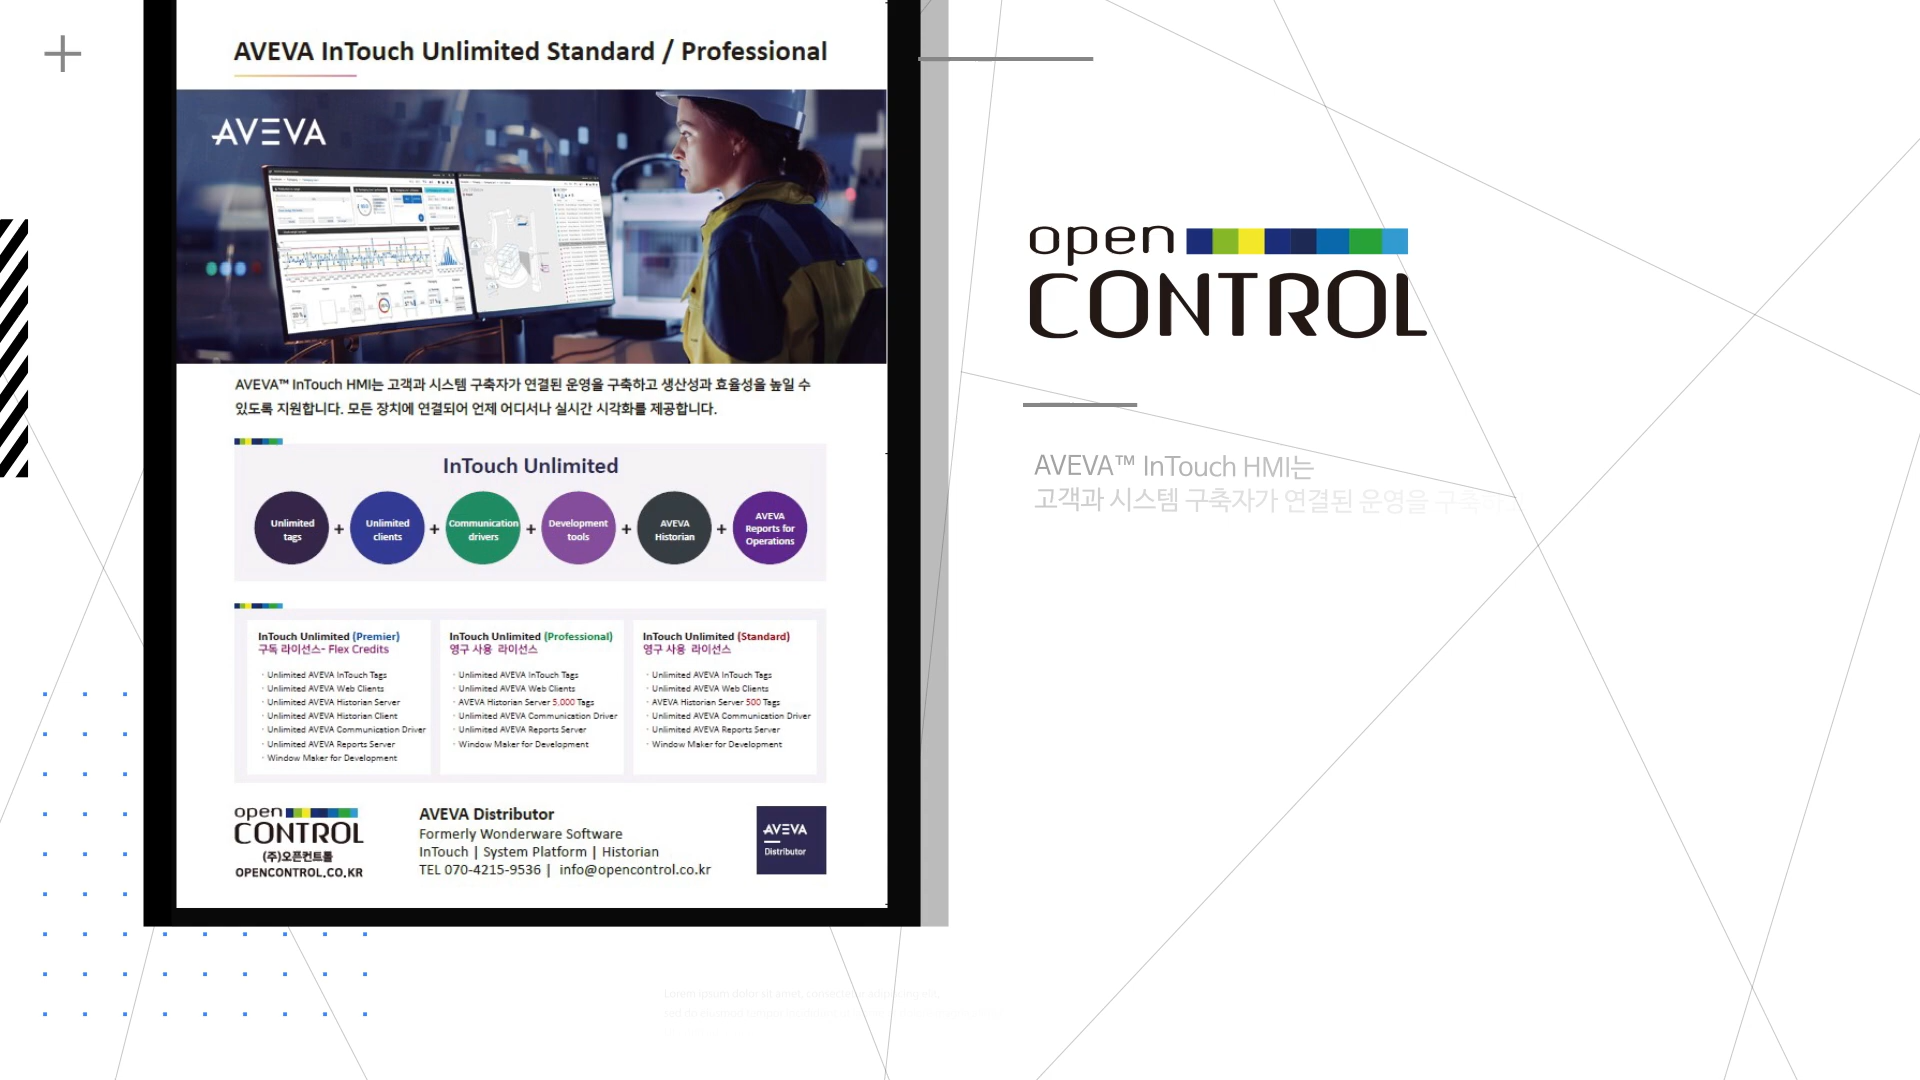 AVEVA InTouch Unlimited Standard / Professional
AVEVA
AVEVA™ InTouch HMI는 고객과 시스템 구축자가 연결된 운영을 구축하고 생산성과 효율성을 높일 수
있도록 지원합니다. 모든 장치에 연결되어 언제 어디서나 실시간 시각화를 제공합니다.
InTouch Unlimited
Unlimited
tags
+
Unlimited
clients
+
Communication
drivers
+
Development
tools
+
AVEVA
Historian
+
AVEVA
Reports for
Operations
InTouch Unlimited (Premier)
구독 라이선스- Flex Credits
· Unlimited AVEVA InTouch Tags
· Unlimited AVEVA Web Clients
· Unlimited AVEVA Historian Server
· Unlimited AVEVA Historian Client
· Unlimited AVEVA Communication Driver
· Unlimited AVEVA Reports Server
· Window Maker for Development
InTouch Unlimited (Professional)
영구 사용 라이선스
· Unlimited AVEVA InTouch Tags
· Unlimited AVEVA Web Clients
· AVEVA Historian Server 5,000 Tags
· Unlimited AVEVA Communication Driver
· Unlimited AVEVA Reports Server
· Window Maker for Development
InTouch Unlimited (Standard)
영구 사용 라이선스
· Unlimited AVEVA InTouch Tags
· Unlimited AVEVA Web Clients
· AVEVA Historian Server 500 Tags
· Unlimited AVEVA Communication Driver
· Unlimited AVEVA Reports Server
· Window Maker for Development
open
CONTROL
(주)오픈컨트롤
OPENCONTROL.CO.KR
AVEVA Distributor
Formerly Wonderware Software
InTouch | System Platform | Historian
TEL 070-4215-9536 | info@opencontrol.co.kr
AVEVA
Distributor
open
CONTROL
AVEVA™ InTouch HMI는
고객과 시스템 구축자가 연결된 운영을 구축하고
Lorem ipsum dolor sit amet, consectetur adipiscing elit,